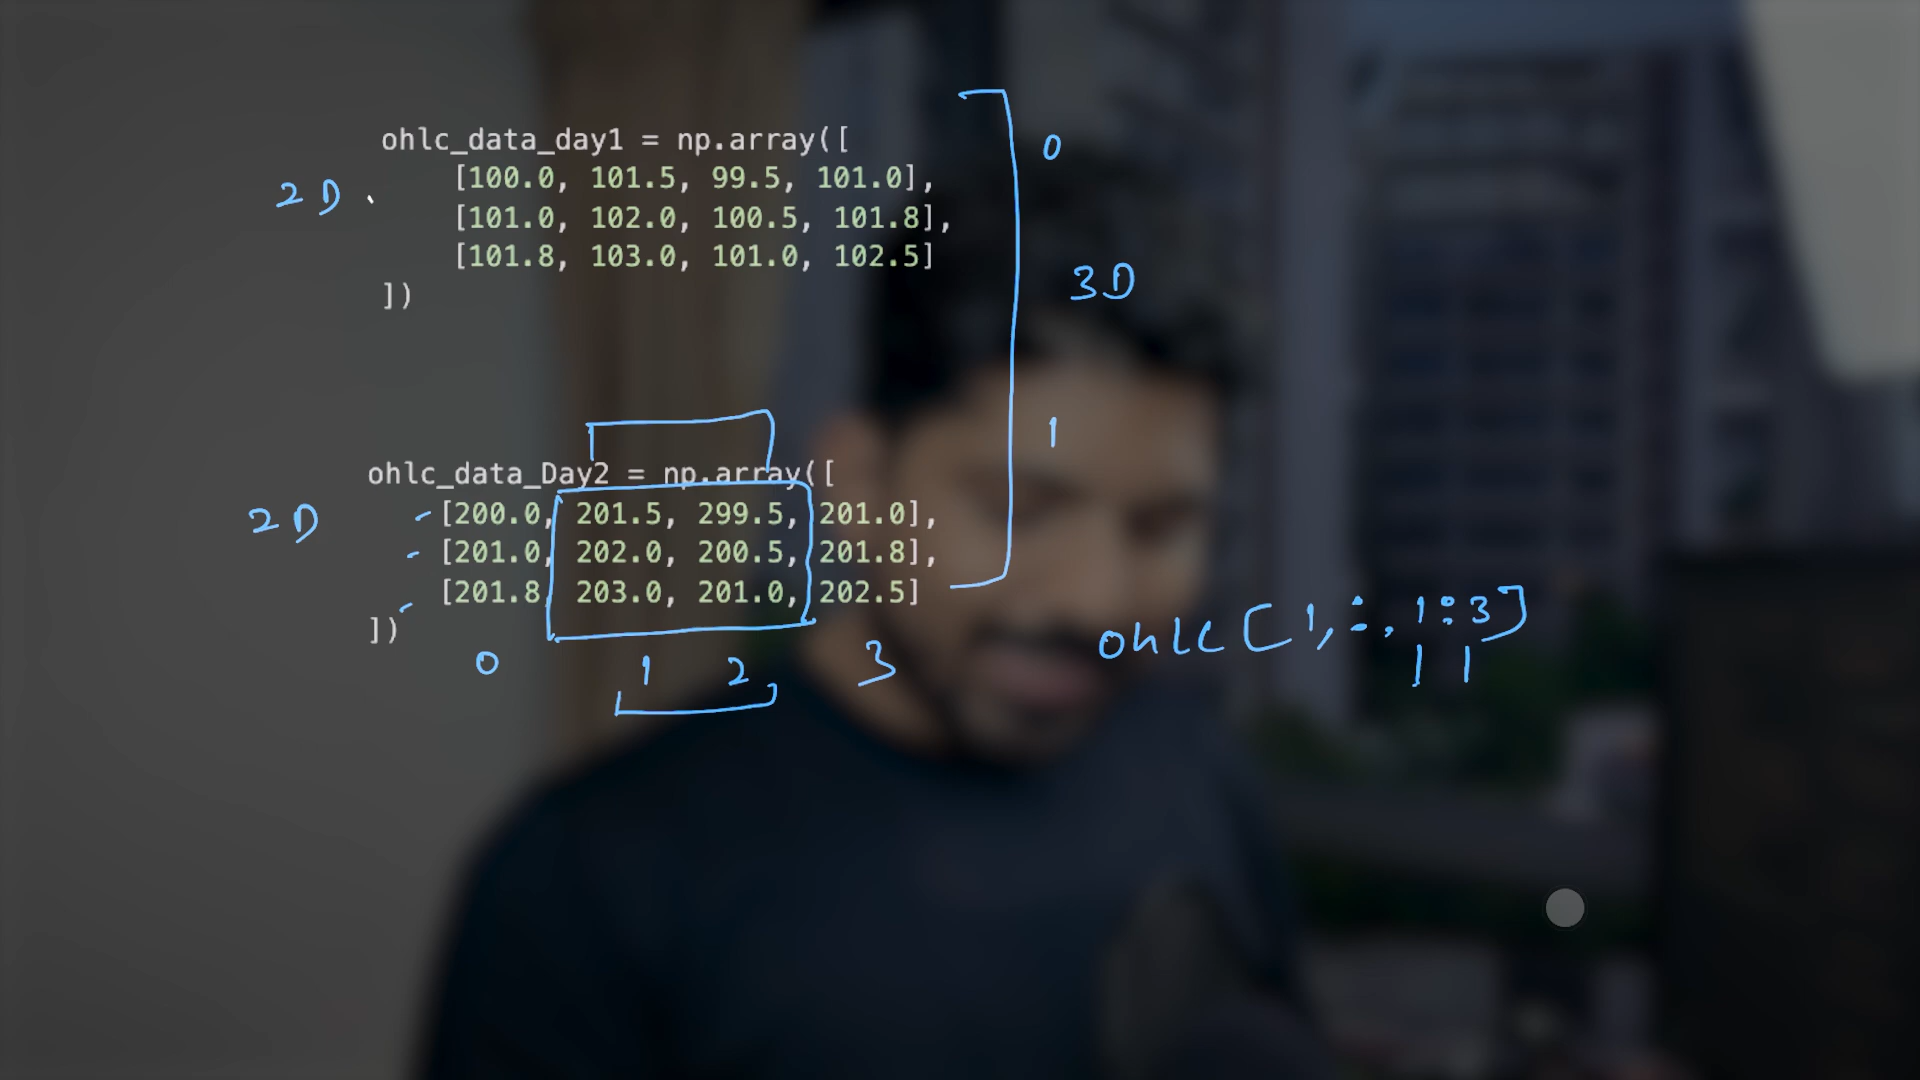 ohlc_data_day1 = np.array([
[100.0, 101.5, 99.5, 101.0],
[101.0, 102.0, 100.5, 101.8],
[101.8, 103.0, 101.0, 102.5]
])
2D
0
3D
1
ohlc_data_Day2 = np.array([
[200.0, 201.5, 299.5, 201.0],
[201.0, 202.0, 200.5, 201.8],
[201.8, 203.0, 201.0, 202.5]
])
2D
0 1 2 3
ohlc[1, :, 1:3]